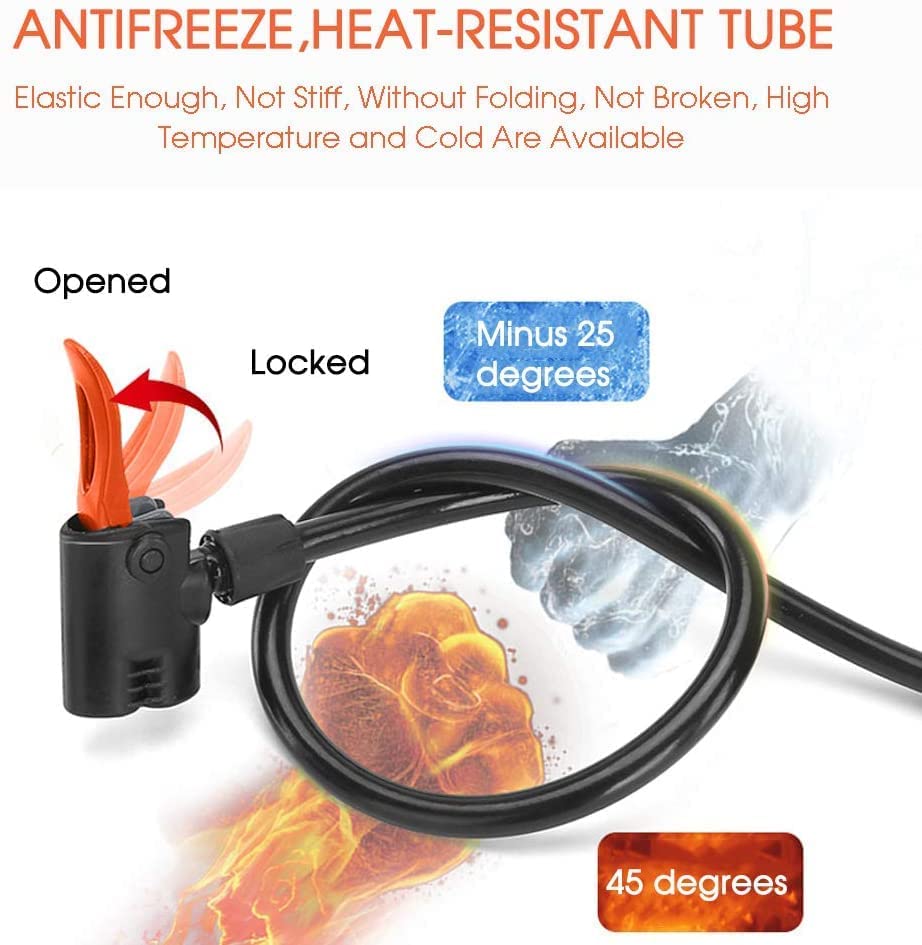 ANTIFREEZE,HEAT-RESISTANT TUBE
Elastic Enough, Not Stiff, Without Folding, Not Broken, High
Temperature and Cold Are Available
Opened
Locked
Minus 25
degrees
45 degrees